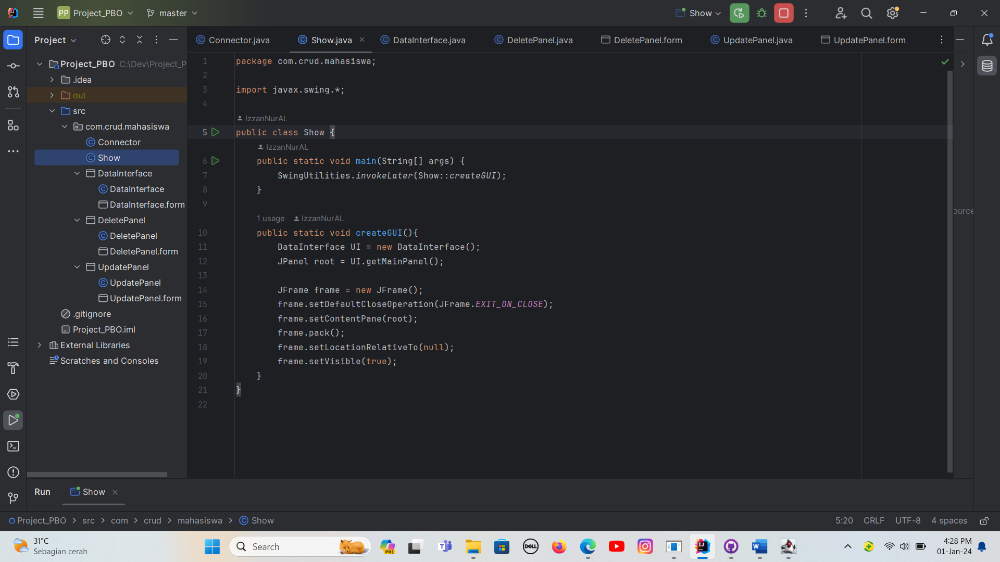 PP Project_PBO master Show
Project
Connector.java Show.java DataInterface.java DeletePanel.java DeletePanel.form UpdatePanel.java UpdatePanel.form
Project_PBO C:\Dev\Project_P
.idea
out
src
com.crud.mahasiswa
Connector
Show
DataInterface
DataInterface
DataInterface.form
DeletePanel
DeletePanel
DeletePanel.form
UpdatePanel
UpdatePanel
UpdatePanel.form
.gitignore
Project_PBO.iml
External Libraries
Scratches and Consoles
1 package com.crud.mahasiswa;
2
3 import javax.swing.*;
4
IzzanNurAL
5 public class Show {
IzzanNurAL
6 public static void main(String[] args) {
7 SwingUtilities.invokeLater(Show::createGUI);
8 }
9
1 usage IzzanNurAL
10 public static void createGUI(){
11 DataInterface UI = new DataInterface();
12 JPanel root = UI.getMainPanel();
13
14 JFrame frame = new JFrame();
15 frame.setDefaultCloseOperation(JFrame.EXIT_ON_CLOSE);
16 frame.setContentPane(root);
17 frame.pack();
18 frame.setLocationRelativeTo(null);
19 frame.setVisible(true);
20 }
21 }
22
ource
Run Show
Project_PBO > src > com > crud > mahasiswa > Show
5:20 CRLF UTF-8 4 spaces
31°C
Sebagian cerah
Search
PRE
DELL
4:28 PM
01-Jan-24